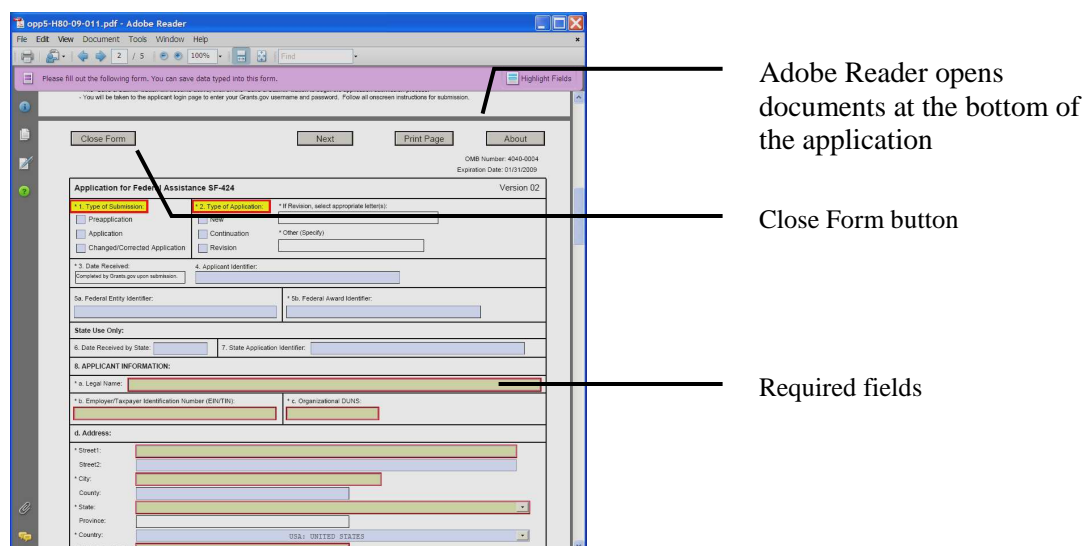 opp5-H80-09-011.pdf - Adobe Reader
File Edit View Document Tools Window Help
2 / 5 100% Find
Please fill out the following form. You can save data typed into this form.
Highlight Fields
- You will be taken to the applicant login page to enter your Grants.gov username and password. Follow all onscreen instructions for submission.
Close Form Next Print Page About
OMB Number: 4040-0004
Expiration Date: 01/31/2009
Application for Federal Assistance SF-424 Version 02
* 1. Type of Submission: * 2. Type of Application: * If Revision, select appropriate letter(s):
Preapplication New
Application Continuation * Other (Specify)
Changed/Corrected Application Revision
* 3. Date Received: 4. Applicant Identifier:
Completed by Grants.gov upon submission.
5a. Federal Entity Identifier: * 5b. Federal Award Identifier:
State Use Only:
6. Date Received by State: 7. State Application Identifier:
8. APPLICANT INFORMATION:
* a. Legal Name:
* b. Employer/Taxpayer Identification Number (EIN/TIN): * c. Organizational DUNS:
d. Address:
* Street1:
Street2:
* City:
County:
* State:
Province:
* Country: USA: UNITED STATES
Adobe Reader opens
documents at the bottom of
the application
Close Form button
Required fields